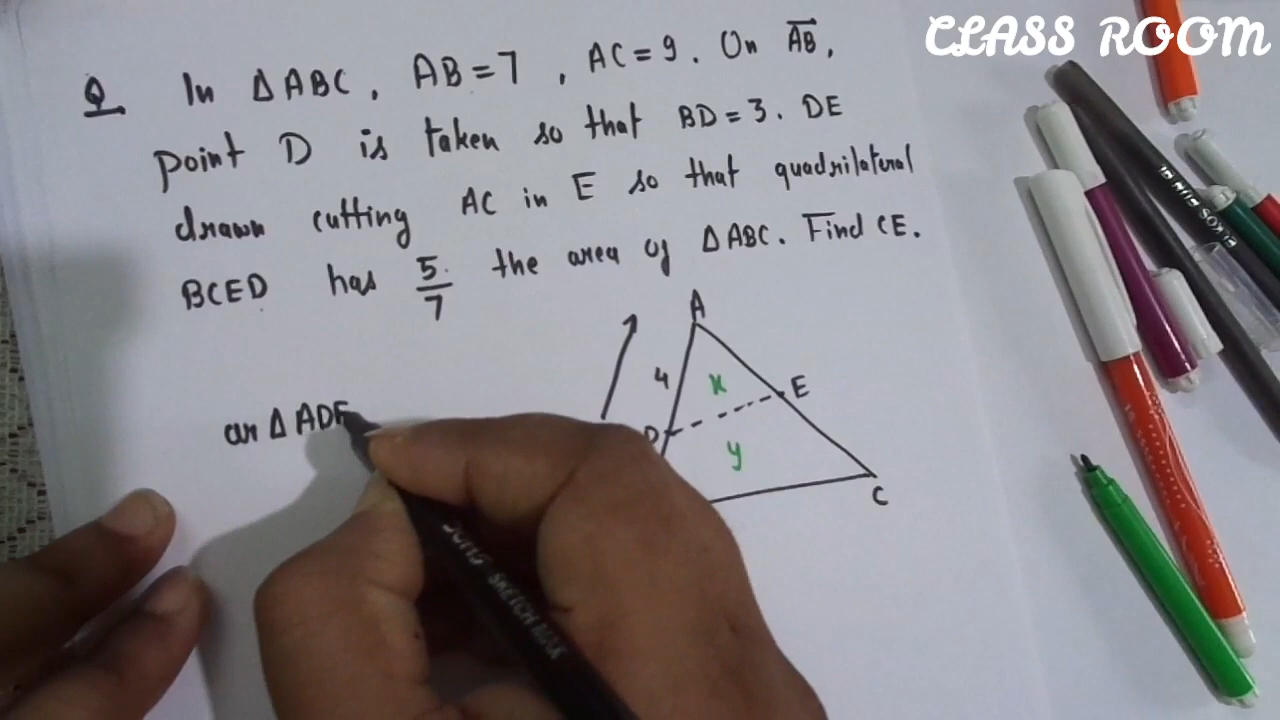 CLASS ROOM
Q In ΔABC, AB=7, AC=9. On A̅B̅,
point D is taken so that BD=3. DE
drawn cutting AC in E so that quadrilateral
BCED has 5/7 the area of ΔABC. Find CE.
A
4 x E
D
y
C
ar ΔADE
SKETCH